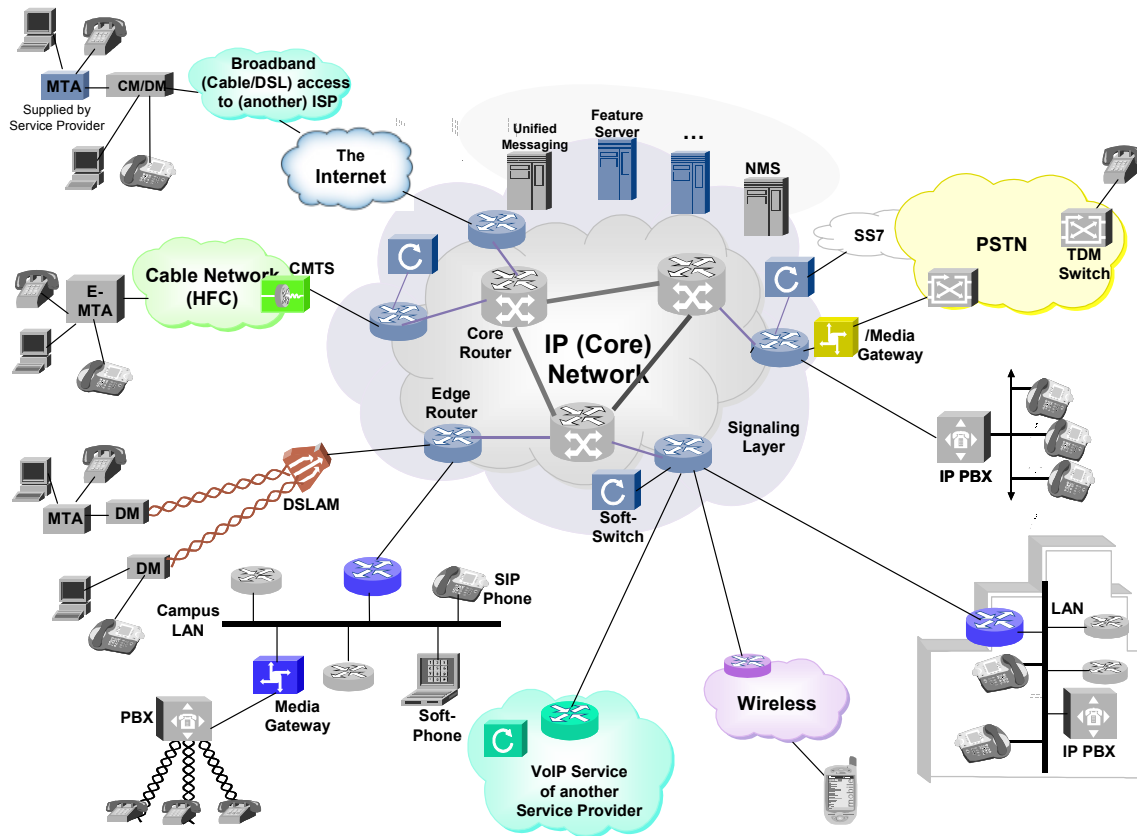 Broadband
(Cable/DSL) access
to (another) ISP
MTA
CM/DM
Supplied by
Service Provider
The
Internet
Unified
Messaging
Feature
Server
...
NMS
SS7
PSTN
TDM
Switch
Cable Network
(HFC)
CMTS
E-
MTA
Core
Router
IP (Core)
Network
/Media
Gateway
Edge
Router
Signaling
Layer
IP PBX
DSLAM
MTA
DM
DM
Soft-
Switch
SIP
Phone
Campus
LAN
LAN
PBX
Media
Gateway
Soft-
Phone
Wireless
IP PBX
VoIP Service
of another
Service Provider